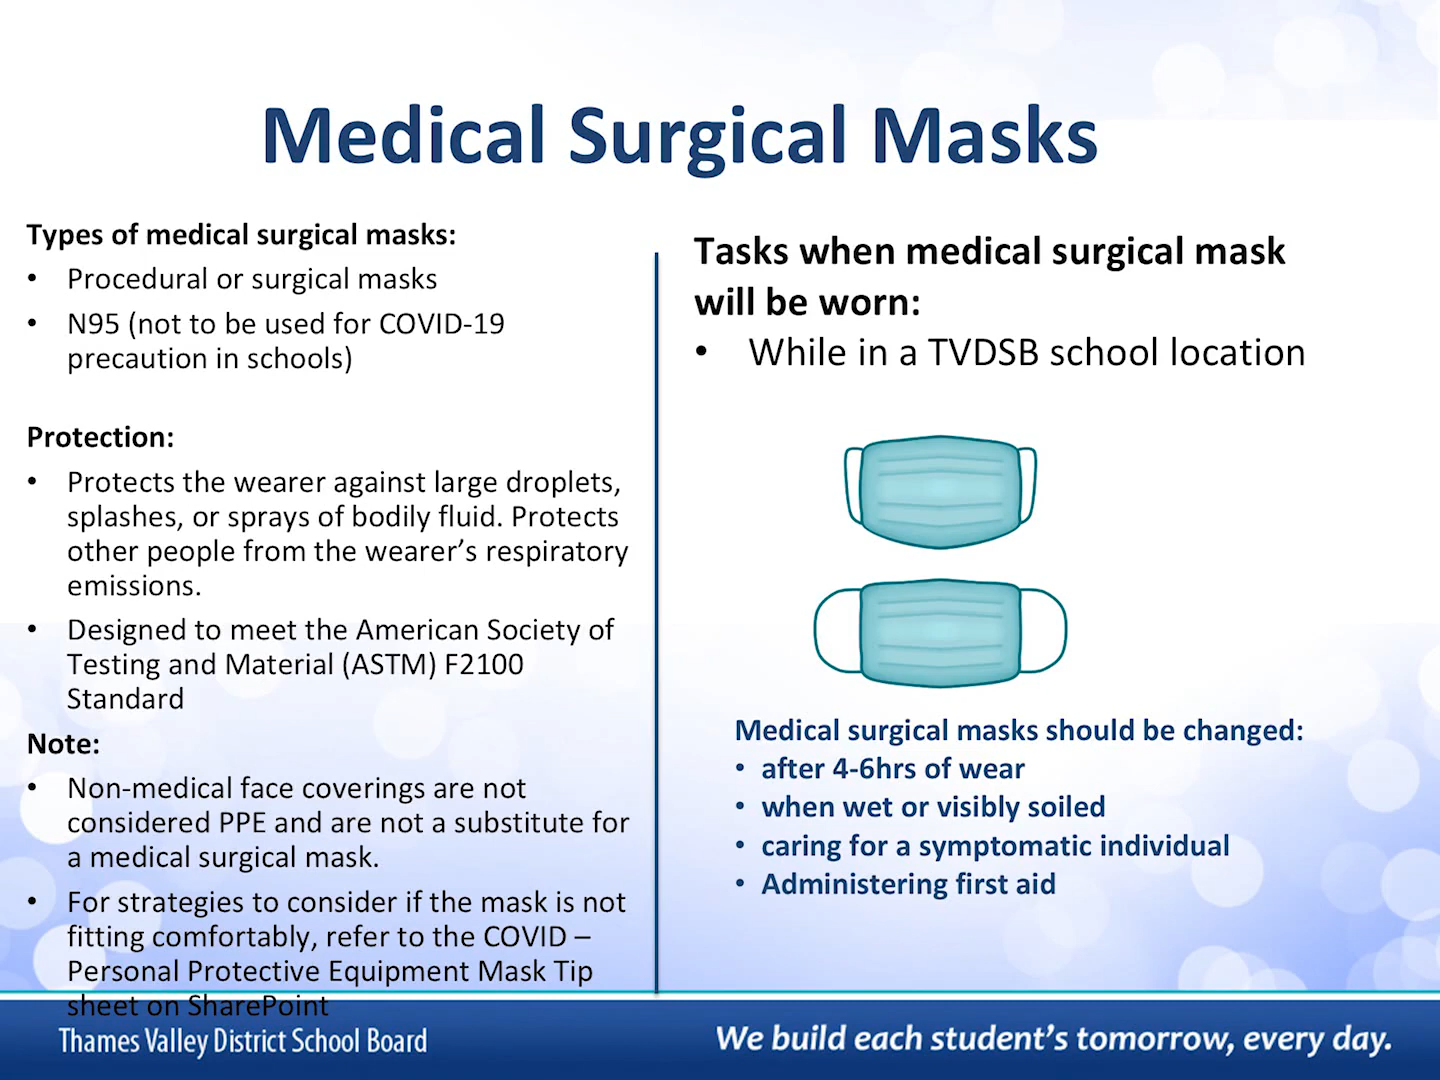 Medical Surgical Masks
Types of medical surgical masks:
• Procedural or surgical masks
• N95 (not to be used for COVID-19
precaution in schools)
Protection:
• Protects the wearer against large droplets,
splashes, or sprays of bodily fluid. Protects
other people from the wearer’s respiratory
emissions.
• Designed to meet the American Society of
Testing and Material (ASTM) F2100
Standard
Note:
• Non-medical face coverings are not
considered PPE and are not a substitute for
a medical surgical mask.
• For strategies to consider if the mask is not
fitting comfortably, refer to the COVID –
Personal Protective Equipment Mask Tip
sheet on SharePoint
Tasks when medical surgical mask
will be worn:
• While in a TVDSB school location
Medical surgical masks should be changed:
• after 4-6hrs of wear
• when wet or visibly soiled
• caring for a symptomatic individual
• Administering first aid
Thames Valley District School Board
We build each student’s tomorrow, every day.